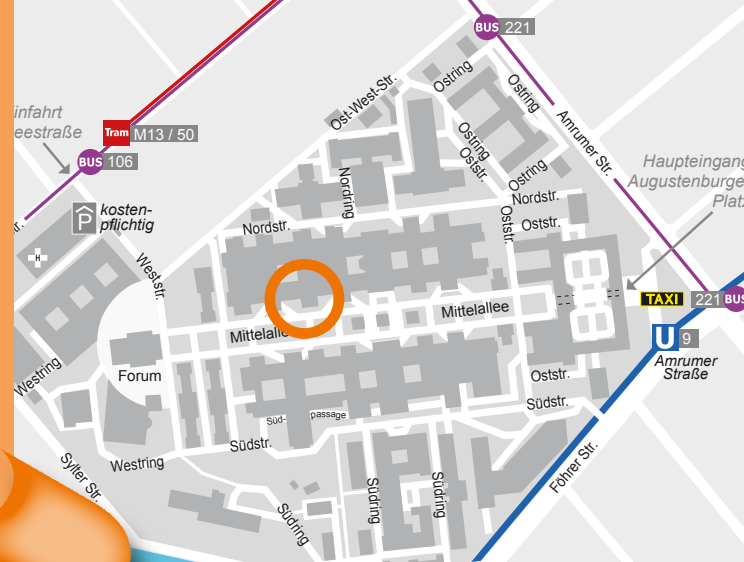 BUS 221
Ostring
Ostring
Ost-West-Str.
Amrumer Str.
infahrt
eestraße
Tram M13 / 50
BUS 106
Ostring
Oststr.
Ostring
Haupteingang
Augustenburge
Platz
Nordring
Nordstr.
Oststr.
Oststr.
Nordstr.
P
kosten-
pflichtig
r.
H
Weststr.
TAXI
221 BUS
Mittelallee
Mittelallee
U 9
Amrumer
Straße
Westring
Forum
Oststr.
Südstr.
Süd-
passage
Südstr.
Westring
Sylter Str.
Südring
Südring
Südring
Föhrer Str.